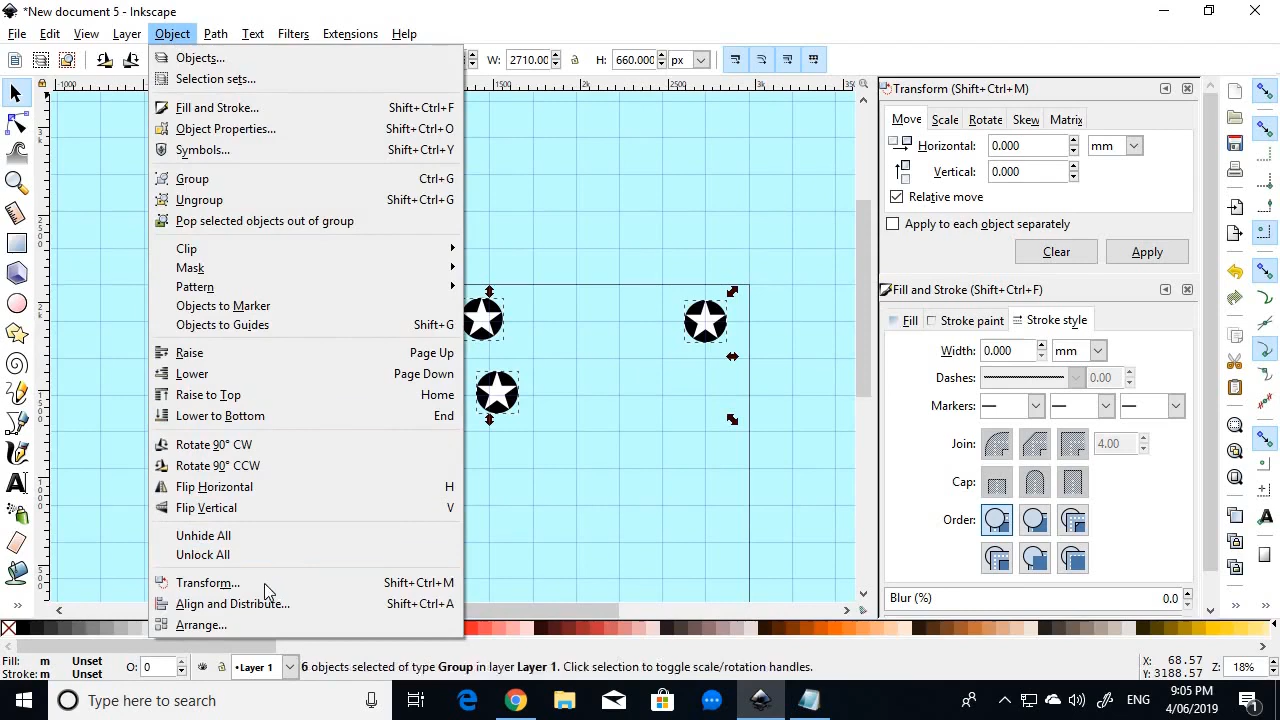 *New document 5 - Inkscape
File Edit View Layer Object Path Text Filters Extensions Help
W: 2710.00 H: 660.000 px
Objects...
Selection sets...
Fill and Stroke... Shift+Ctrl+F
Object Properties... Shift+Ctrl+O
Symbols... Shift+Ctrl+Y
Group Ctrl+G
Ungroup Shift+Ctrl+G
Pop selected objects out of group
Clip
Mask
Pattern
Objects to Marker
Objects to Guides Shift+G
Raise Page Up
Lower Page Down
Raise to Top Home
Lower to Bottom End
Rotate 90° CW
Rotate 90° CCW
Flip Horizontal H
Flip Vertical V
Unhide All
Unlock All
Transform... Shift+Ctrl+M
Align and Distribute... Shift+Ctrl+A
Arrange...
Transform (Shift+Ctrl+M)
Move Scale Rotate Skew Matrix
Horizontal: 0.000 mm
Vertical: 0.000
Relative move
Apply to each object separately
Clear Apply
Fill and Stroke (Shift+Ctrl+F)
Fill Stroke paint Stroke style
Width: 0.000 mm
Dashes: 0.00
Markers:
Join: 4.00
Cap:
Order:
Blur (%) 0.0
Fill: m Unset O: 0 Layer 1 6 objects selected of type Group in layer Layer 1. Click selection to toggle scale/rotation handles. X: 68.57 Z: 18%
Stroke: m Unset Y: 3188.57
Type here to search
ENG
9:05 PM
4/06/2019